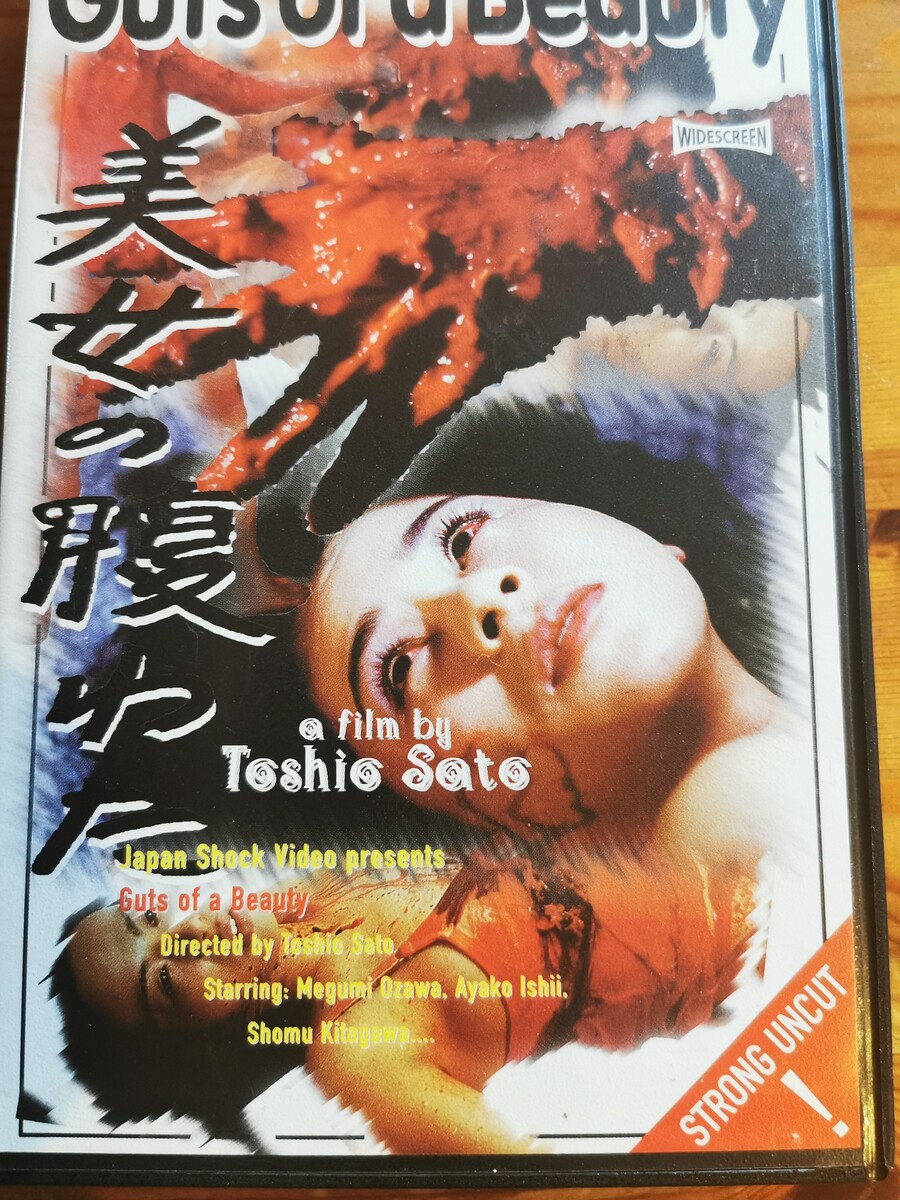 Guts of a Beauty
WIDESCREEN
美女の腹わた
a film by
Toshio Sato
Japan Shock Video presents
Guts of a Beauty
Directed by Toshio Sato
Starring: Megumi Ozawa, Ayako Ishii,
Shomu Kitagawa....
STRONG UNCUT
!